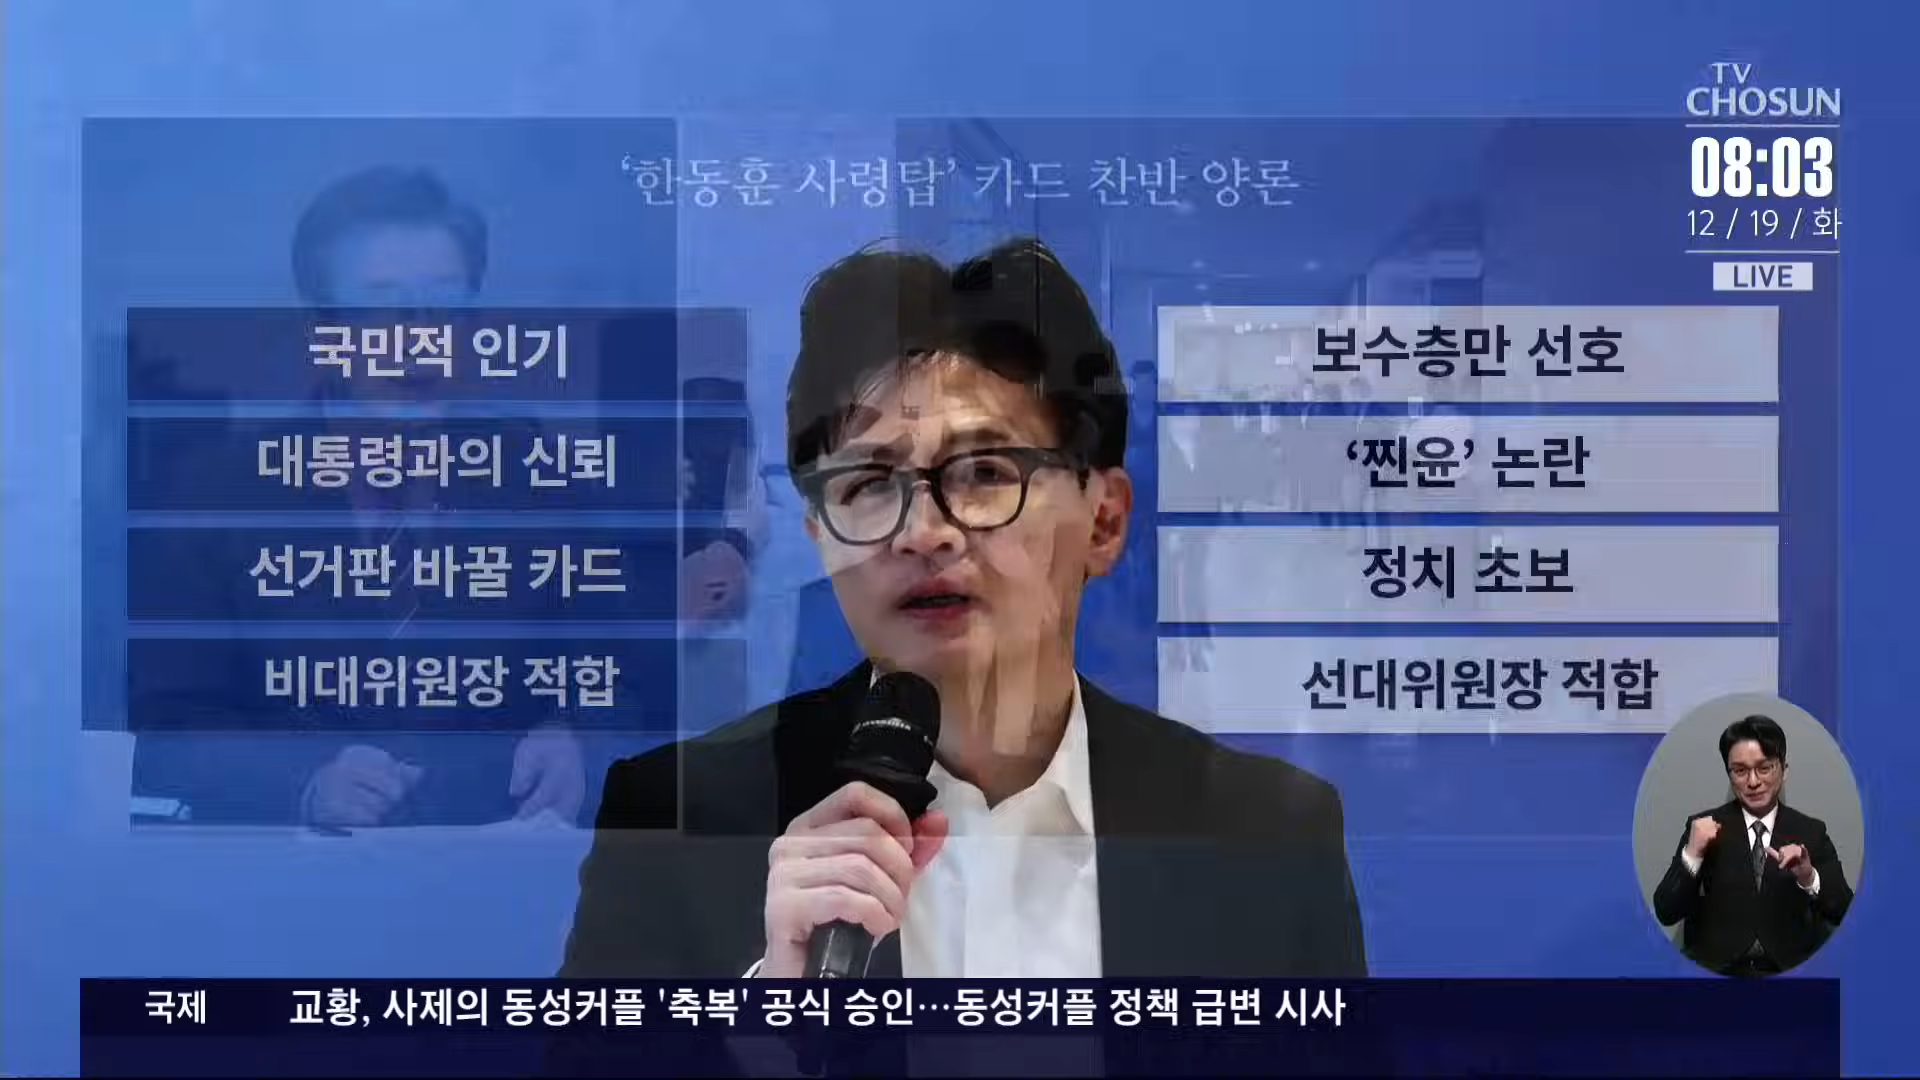 TV
CHOSUN
08:03
12 / 19 / 화
LIVE
‘한동훈 사령탑’ 카드 찬반 양론
국민적 인기
대통령과의 신뢰
선거판 바꿀 카드
비대위원장 적합
보수층만 선호
‘찐윤’ 논란
정치 초보
선대위원장 적합
국제 교황, 사제의 동성커플 '축복' 공식 승인…동성커플 정책 급변 시사